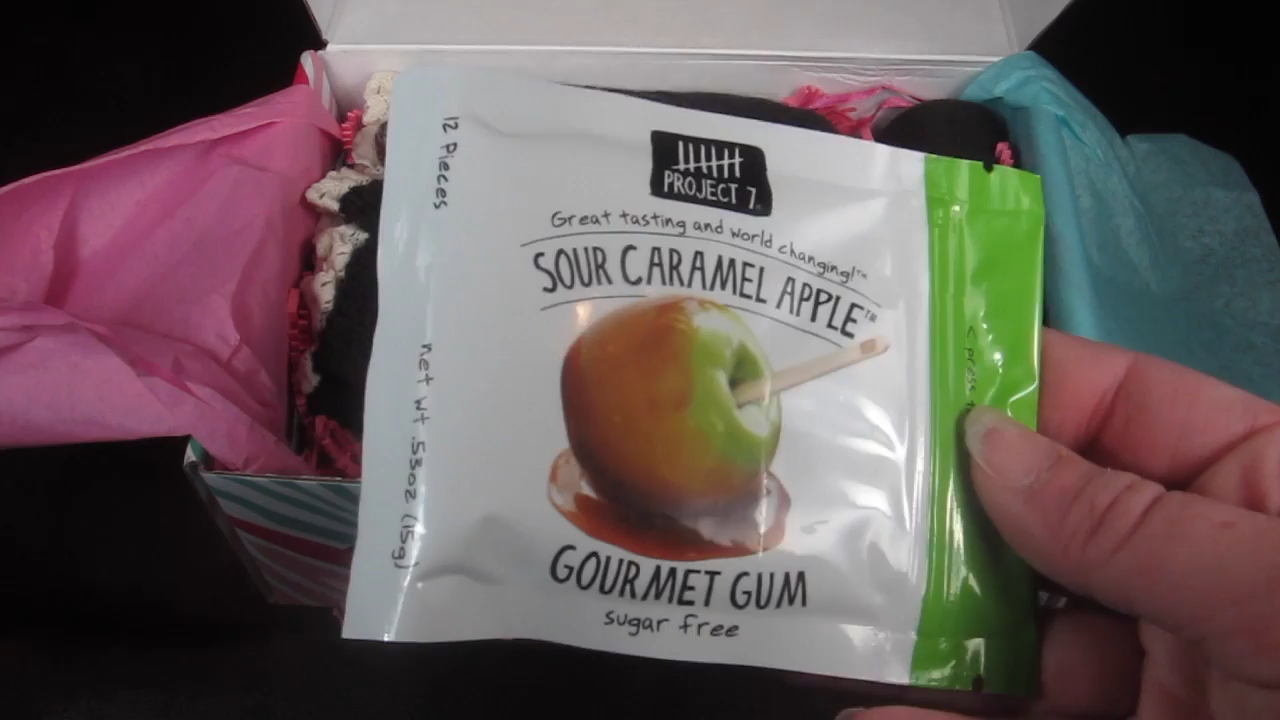 PROJECT 7
Great tasting and world changing!™
SOUR CARAMEL APPLE™
GOURMET GUM
sugar free
12 Pieces
net wt .53oz (15g)
< press